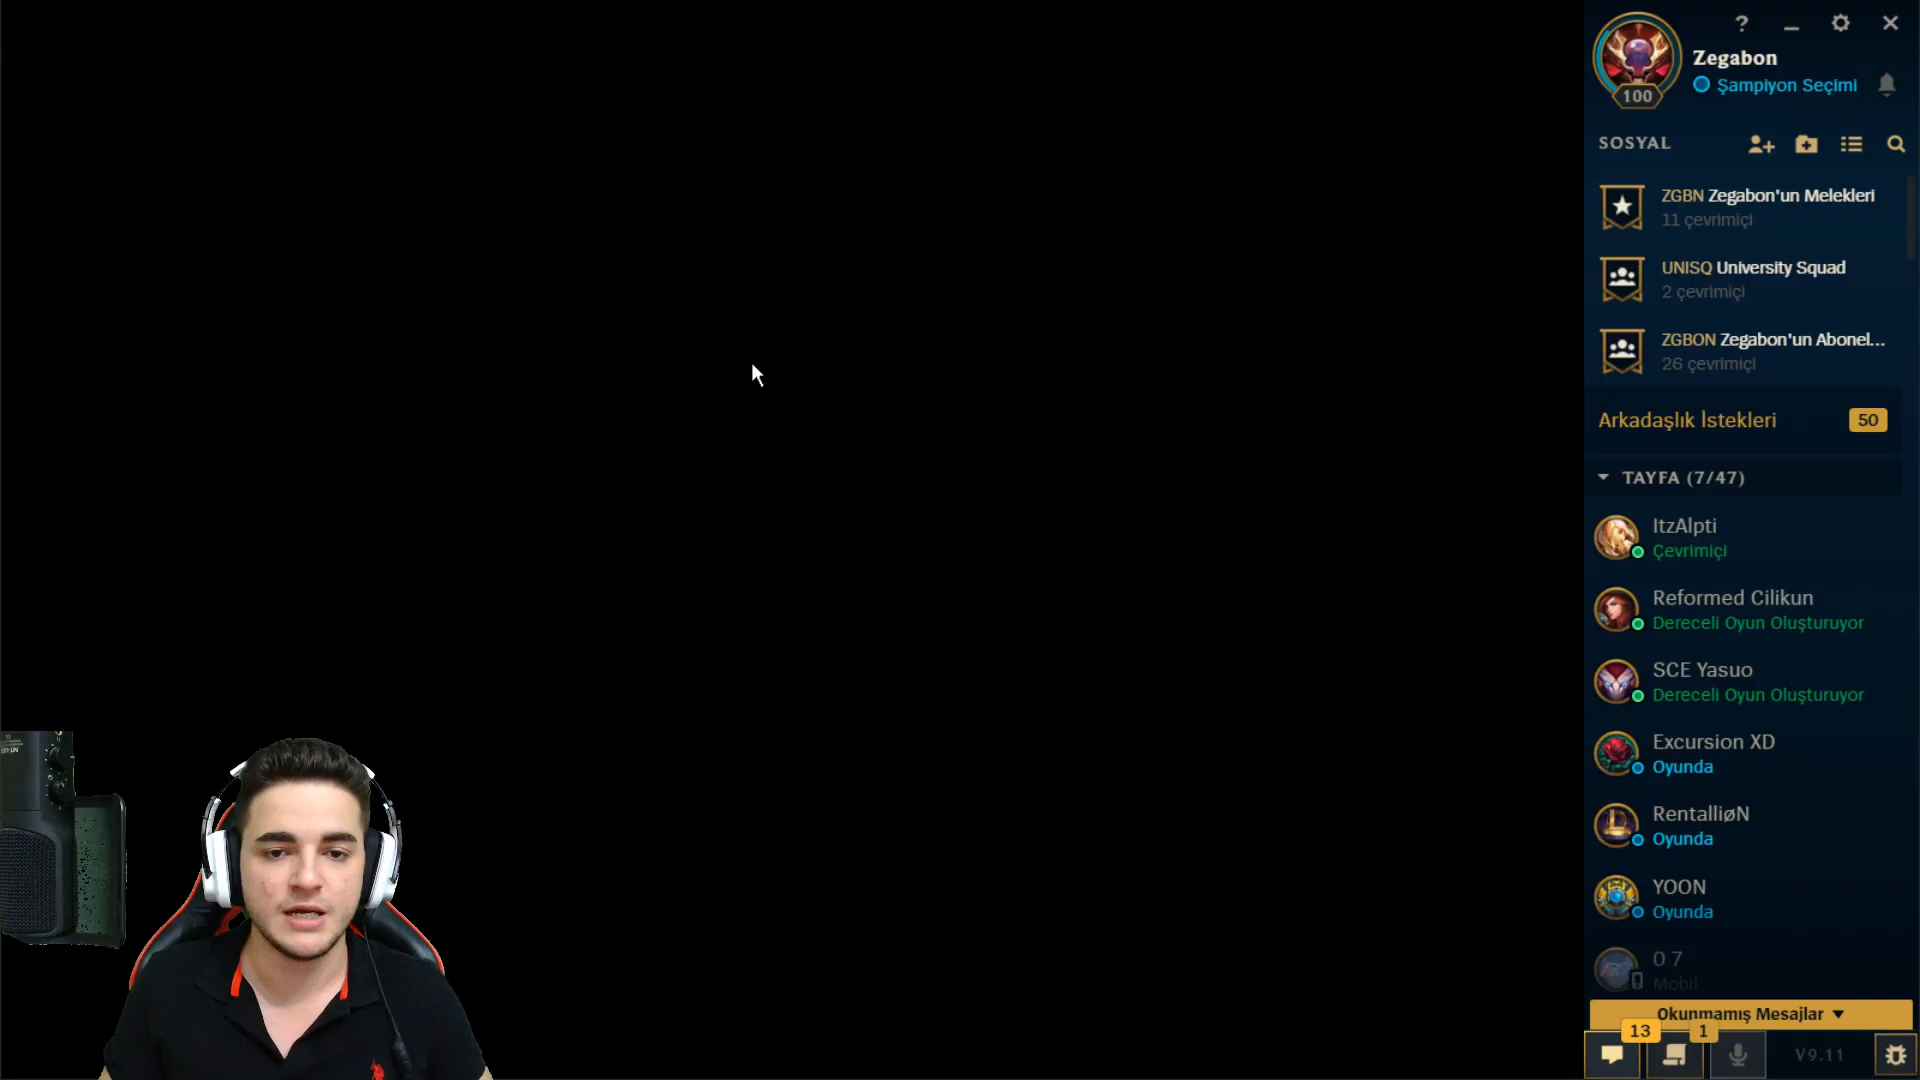 Zegabon
100
Şampiyon Seçimi
SOSYAL
ZGBN Zegabon'un Melekleri
11 çevrimiçi
UNISQ University Squad
2 çevrimiçi
ZGBON Zegabon'un Abonel...
26 çevrimiçi
Arkadaşlık İstekleri 50
TAYFA (7/47)
ItzAlpti
Çevrimiçi
Reformed Cilikun
Dereceli Oyun Oluşturuyor
SCE Yasuo
Dereceli Oyun Oluşturuyor
Excursion XD
Oyunda
RentalliøN
Oyunda
YOON
Oyunda
0 7
Mobil
Okunmamış Mesajlar
13 1
V9.11